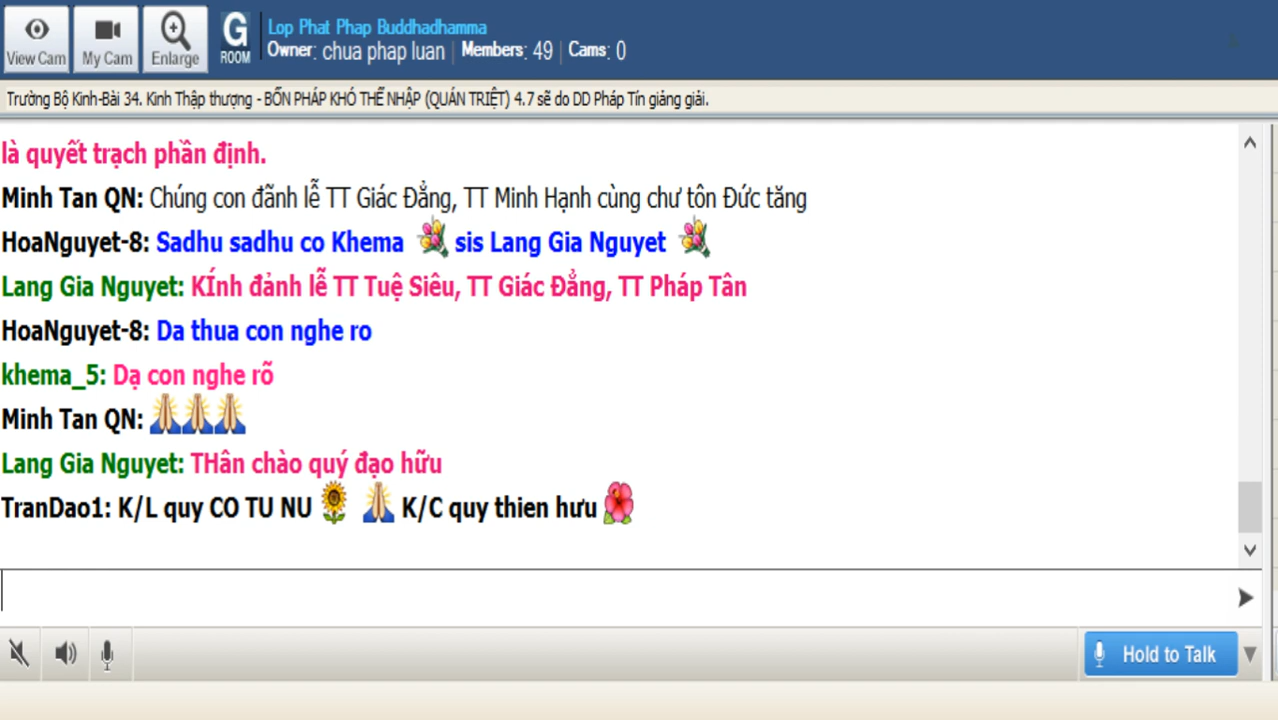 Lop Phat Phap Buddhadhamma
View Cam My Cam Enlarge G ROOM Owner: chua phap luan | Members: 49 | Cams: 0
Trường Bộ Kinh-Bài 34. Kinh Thập thượng - BỐN PHÁP KHÓ THỂ NHẬP (QUÁN TRIỆT) 4.7 sẽ do DD Pháp Tín giảng giải.
là quyết trạch phần định.
Minh Tan QN: Chúng con đãnh lễ TT Giác Đẳng, TT Minh Hạnh cùng chư tôn Đức tăng
HoaNguyet-8: Sadhu sadhu co Khema sis Lang Gia Nguyet
Lang Gia Nguyet: KÍnh đảnh lễ TT Tuệ Siêu, TT Giác Đẳng, TT Pháp Tân
HoaNguyet-8: Da thua con nghe ro
khema_5: Dạ con nghe rõ
Minh Tan QN:
Lang Gia Nguyet: THân chào quý đạo hữu
TranDao1: K/L quy CO TU NU K/C quy thien hưu
Hold to Talk